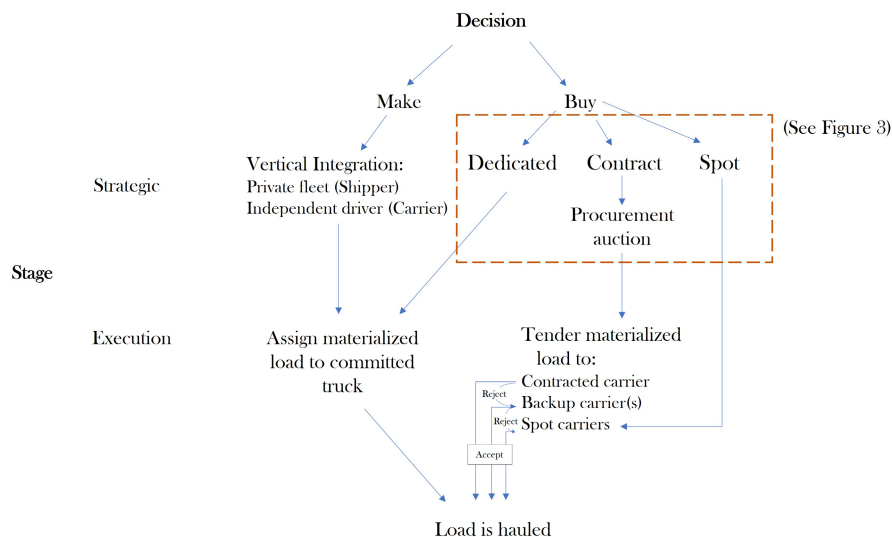 Decision
Make
Buy
(See Figure 3)
Strategic
Vertical Integration:
Private fleet (Shipper)
Independent driver (Carrier)
Dedicated
Contract
Spot
Procurement
auction
Stage
Execution
Assign materialized
load to committed
truck
Tender materialized
load to:
Contracted carrier
Reject
Backup carrier(s)
Reject
Spot carriers
Accept
Load is hauled